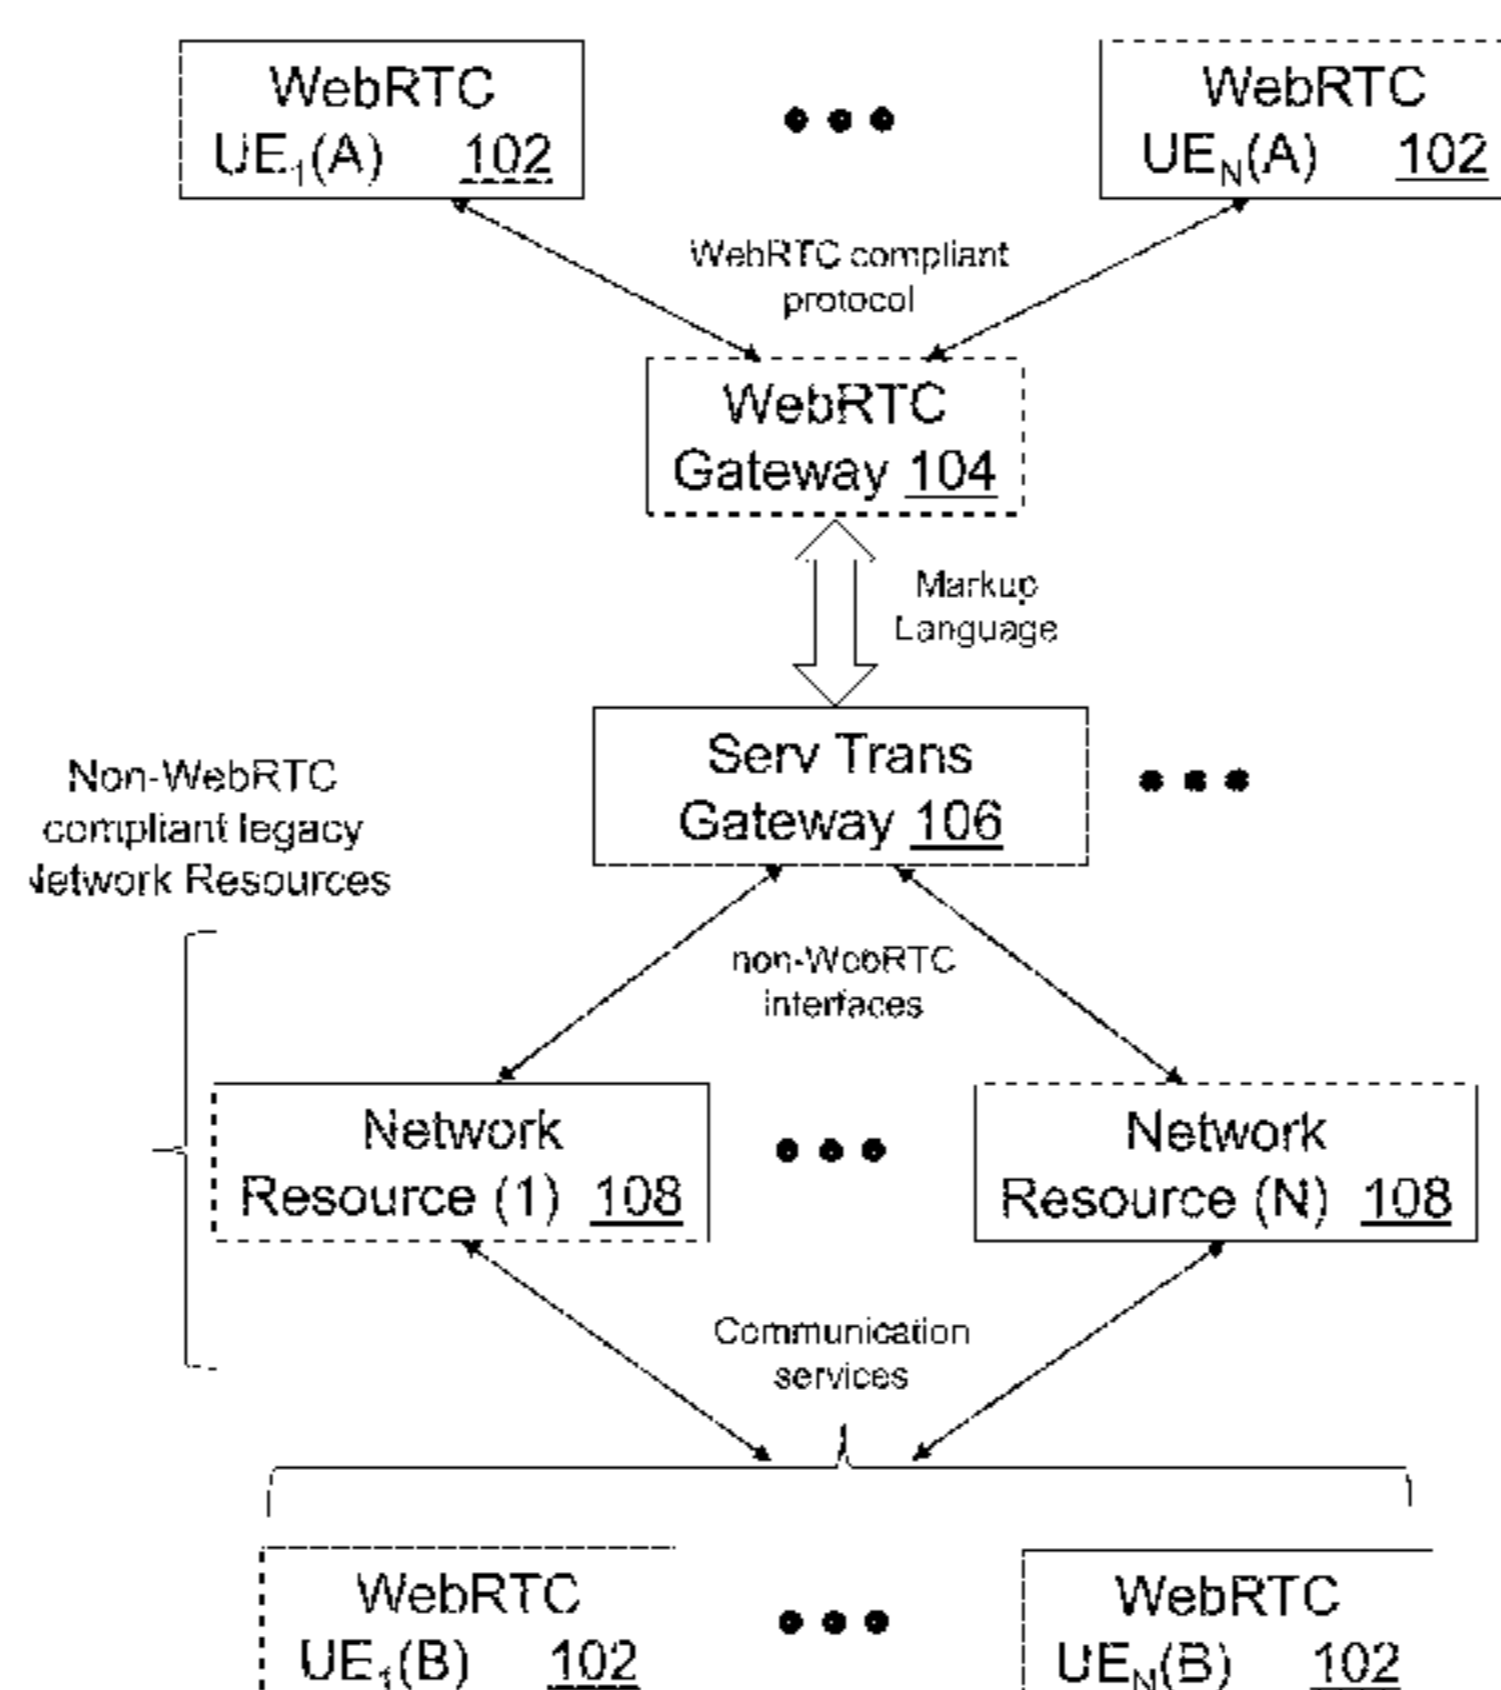 WebRTC
UE1(A) 102
WebRTC
UEN(A) 102
WebRTC compliant
protocol
WebRTC
Gateway 104
Markup
Language
Serv Trans
Gateway 106
Non-WebRTC
compliant legacy
Network Resources
non-WebRTC
interfaces
Network
Resource (1) 108
Network
Resource (N) 108
Communication
services
WebRTC
UE1(B) 102
WebRTC
UEN(B) 102